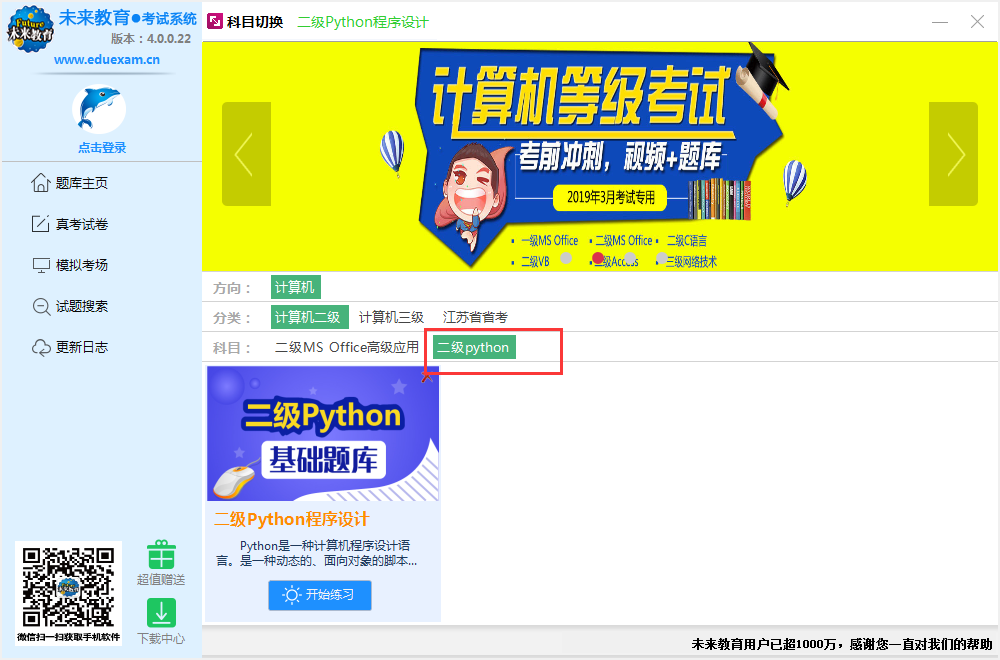 Future
未来教育
未来教育●考试系统
版本：4.0.0.22
www.eduexam.cn
点击登录
题库主页
真考试卷
模拟考场
试题搜索
更新日志
未来教育
微信扫一扫获取手机软件
超值赠送
下载中心
科目切换 二级Python程序设计
计算机等级考试
考前冲刺，视频+题库
2019年3月考试专用
一级MS Office 二级MS Office 二级C语言
二级VB 二级Access 三级网络技术
方向： 计算机
分类： 计算机二级 计算机三级 江苏省省考
科目： 二级MS Office高级应用 二级python
二级Python
基础题库
二级Python程序设计
Python是一种计算机程序设计语
言。是一种动态的、面向对象的脚本...
开始练习
未来教育用户已超1000万，感谢您一直对我们的帮助